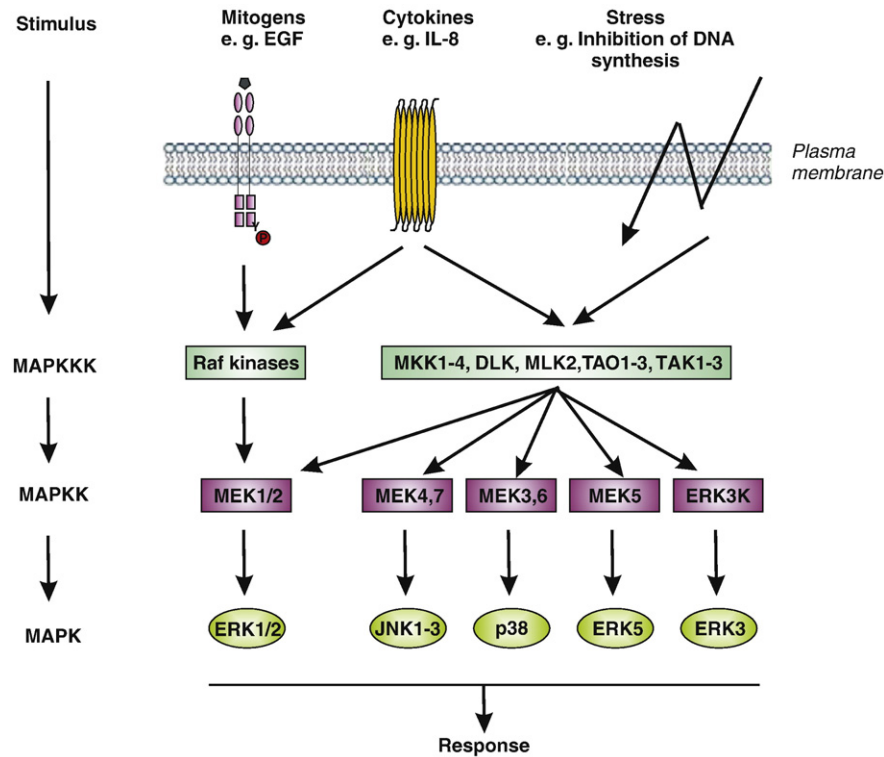 Stimulus
Mitogens
e. g. EGF
Cytokines
e. g. IL-8
Stress
e. g. Inhibition of DNA
synthesis
Plasma
membrane
P
MAPKKK
Raf kinases
MKK1-4, DLK, MLK2,TAO1-3, TAK1-3
MAPKK
MEK1/2
MEK4,7
MEK3,6
MEK5
ERK3K
MAPK
ERK1/2
JNK1-3
p38
ERK5
ERK3
Response